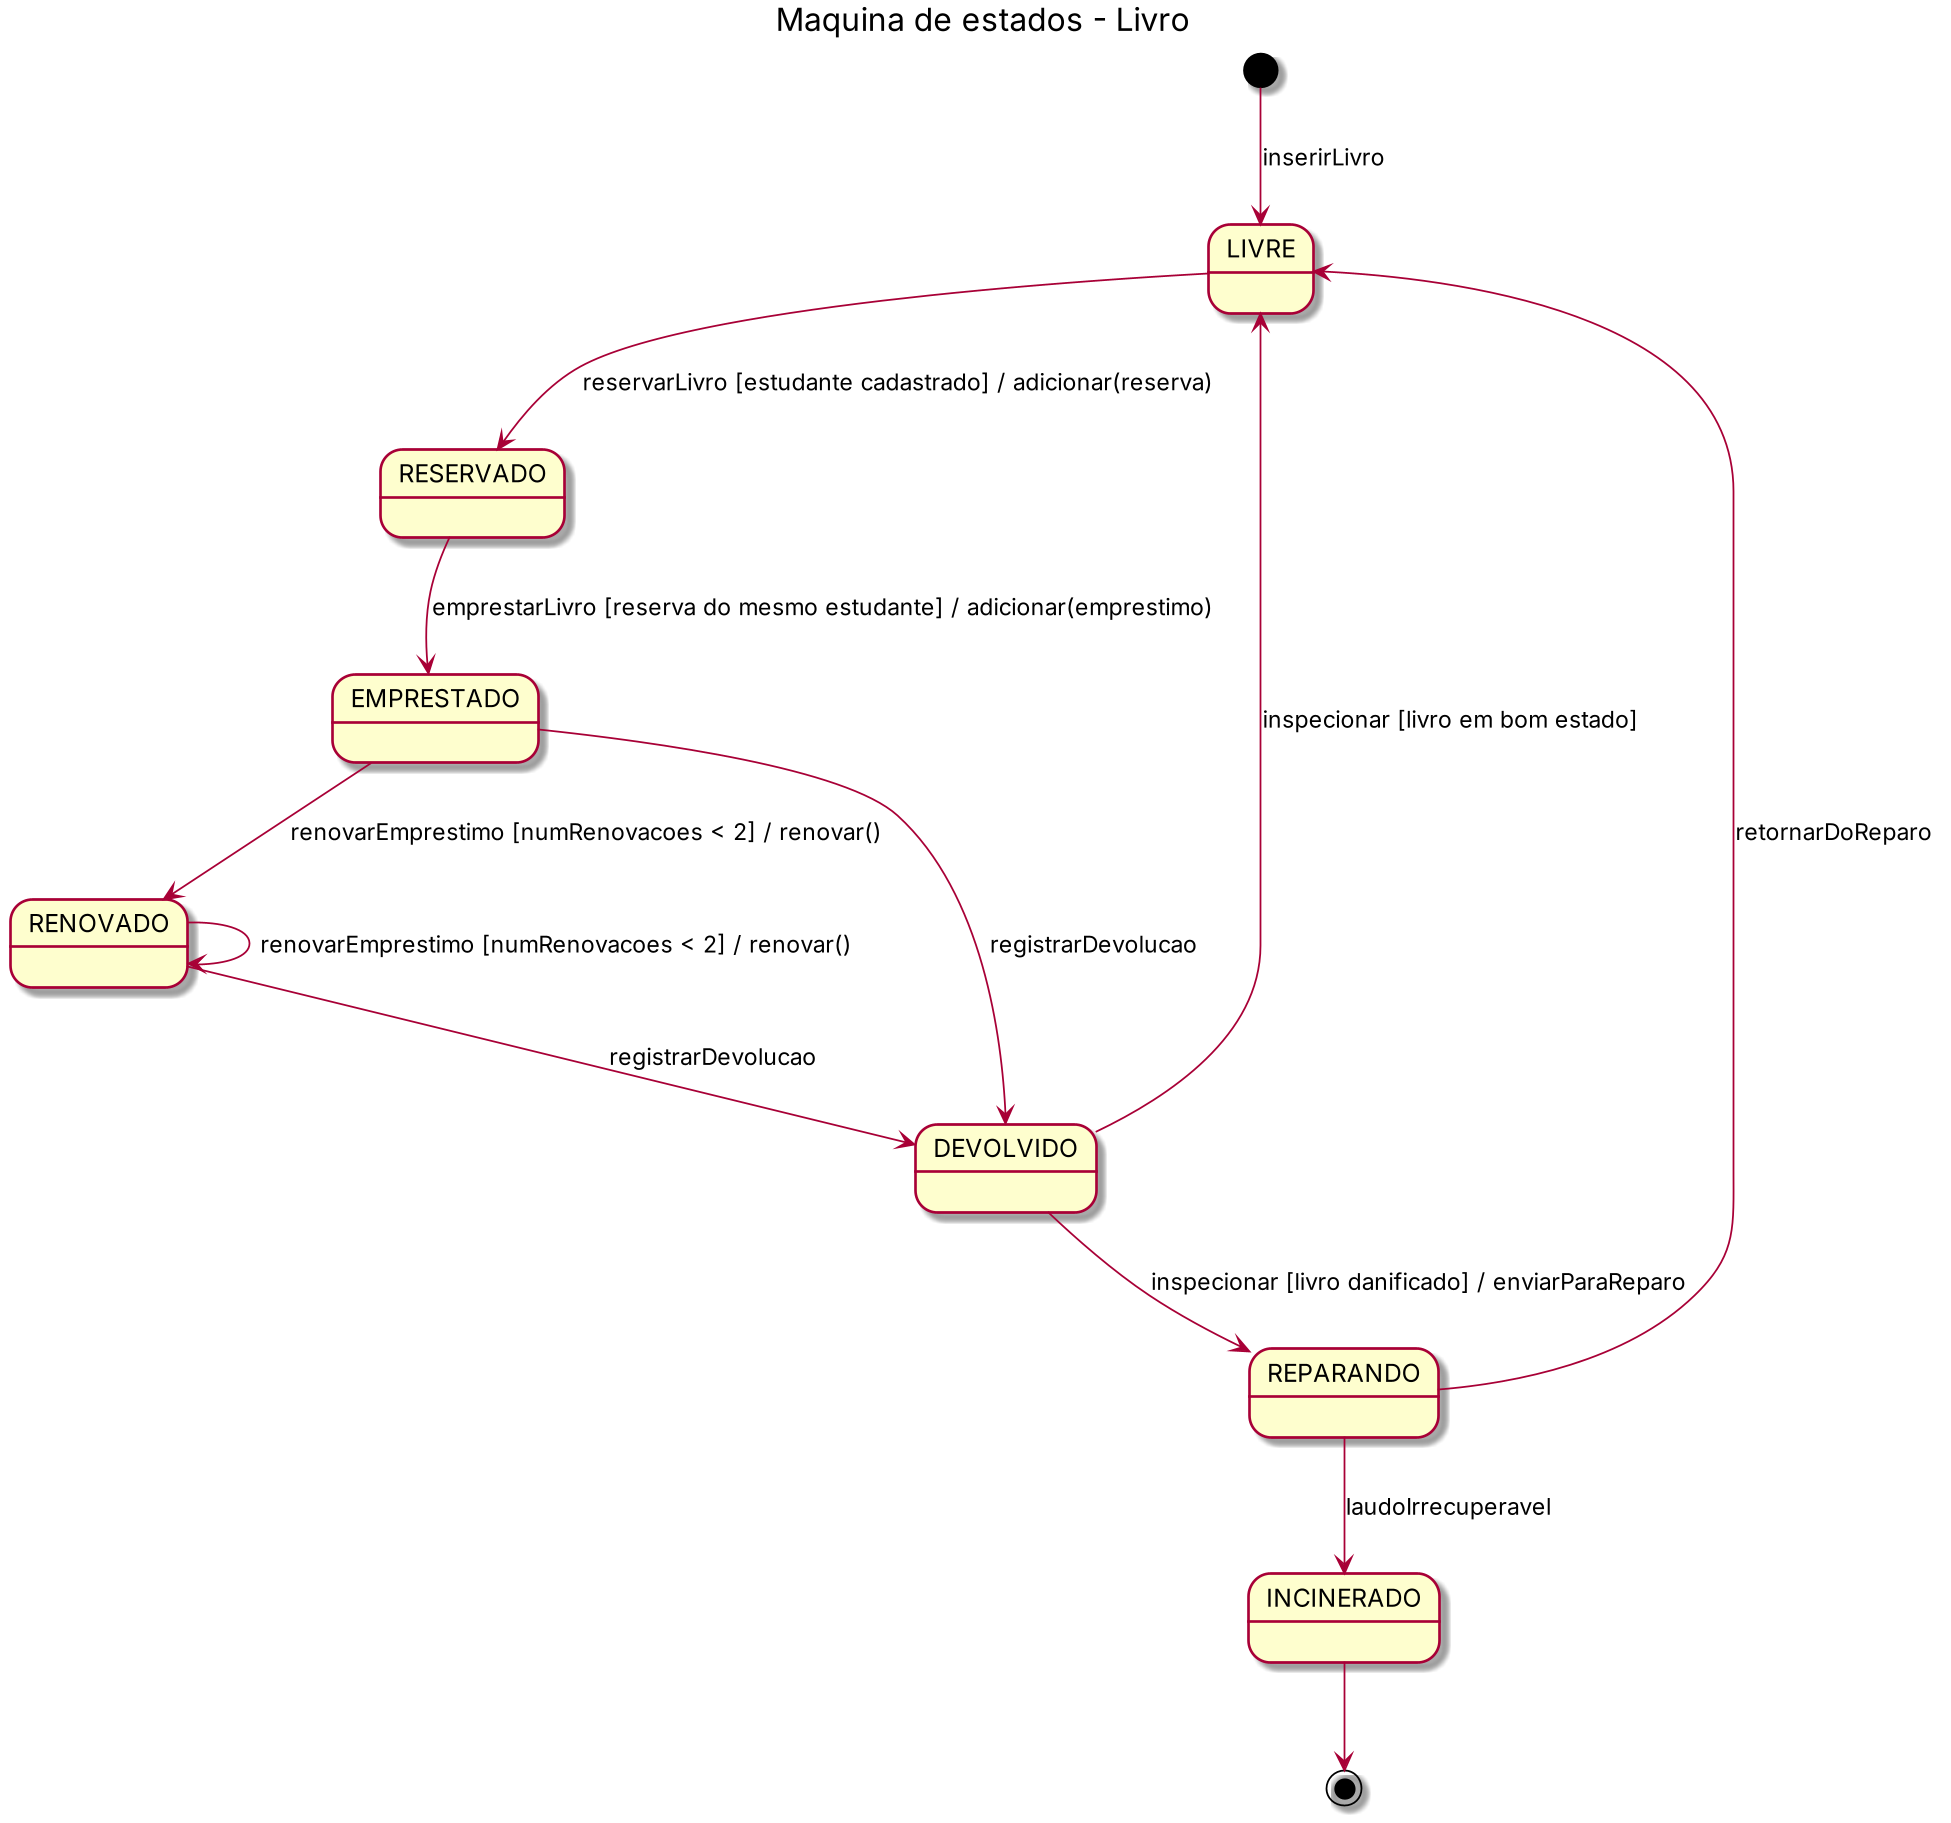 Maquina de estados - Livro
inserirLivro
LIVRE
reservarLivro [estudante cadastrado] / adicionar(reserva)
RESERVADO
emprestarLivro [reserva do mesmo estudante] / adicionar(emprestimo)
EMPRESTADO
inspecionar [livro em bom estado]
renovarEmprestimo [numRenovacoes < 2] / renovar()
retornarDoReparo
RENOVADO
renovarEmprestimo [numRenovacoes < 2] / renovar()
registrarDevolucao
registrarDevolucao
DEVOLVIDO
inspecionar [livro danificado] / enviarParaReparo
REPARANDO
laudoIrrecuperavel
INCINERADO